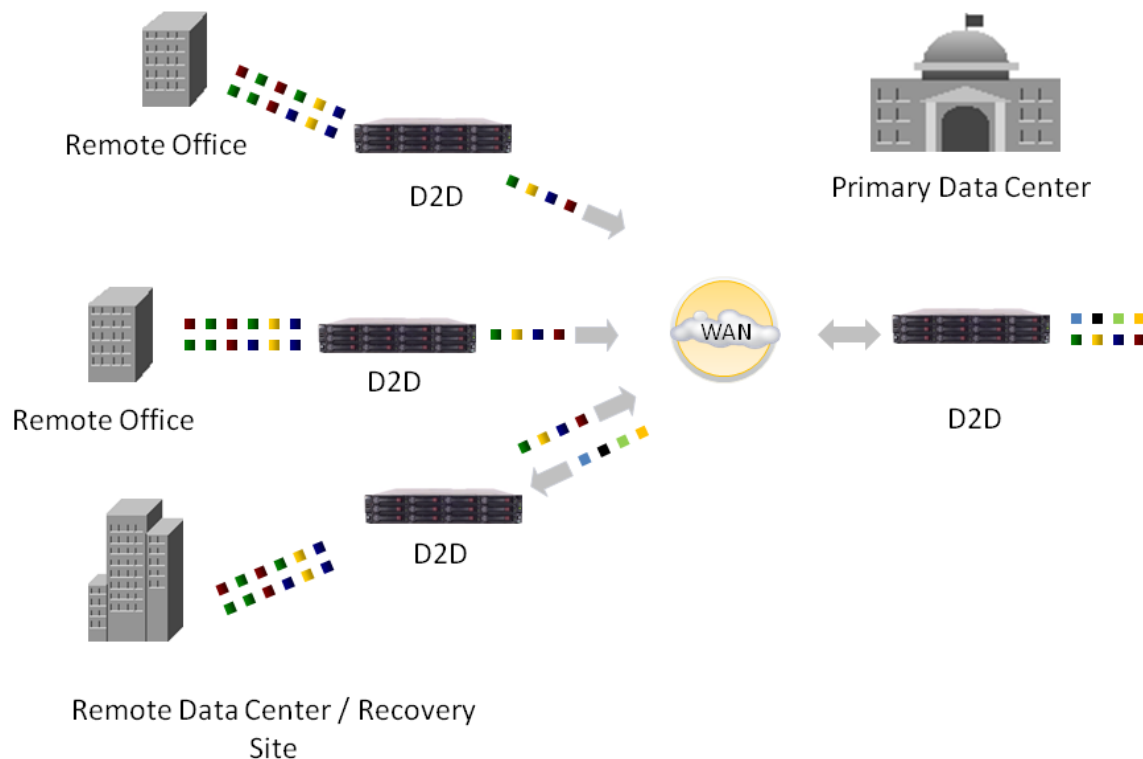 Remote Office
D2D
Primary Data Center
Remote Office
D2D
WAN
D2D
D2D
Remote Data Center / Recovery
Site